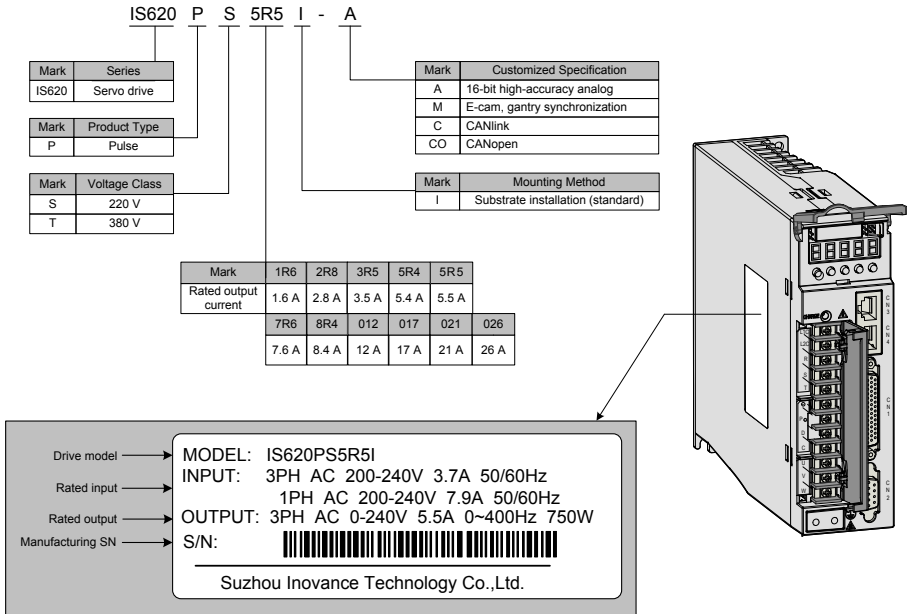 IS620 P S 5R5 I - A
Mark Series
IS620 Servo drive
Mark Product Type
P Pulse
Mark Voltage Class
S 220 V
T 380 V
Mark Customized Specification
A 16-bit high-accuracy analog
M E-cam, gantry synchronization
C CANlink
CO CANopen
Mark Mounting Method
I Substrate installation (standard)
Mark 1R6 2R8 3R5 5R4 5R5
Rated output
current
1.6 A 2.8 A 3.5 A 5.4 A 5.5 A
7R6 8R4 012 017 021 026
7.6 A 8.4 A 12 A 17 A 21 A 26 A
CN3
CN4
CN1
CN2
L2C
R
S
T
P
D
C
U
V
W
Drive model
Rated input
Rated output
Manufacturing SN
MODEL: IS620PS5R5I
INPUT: 3PH AC 200-240V 3.7A 50/60Hz
1PH AC 200-240V 7.9A 50/60Hz
OUTPUT: 3PH AC 0-240V 5.5A 0~400Hz 750W
S/N:
Suzhou Inovance Technology Co.,Ltd.